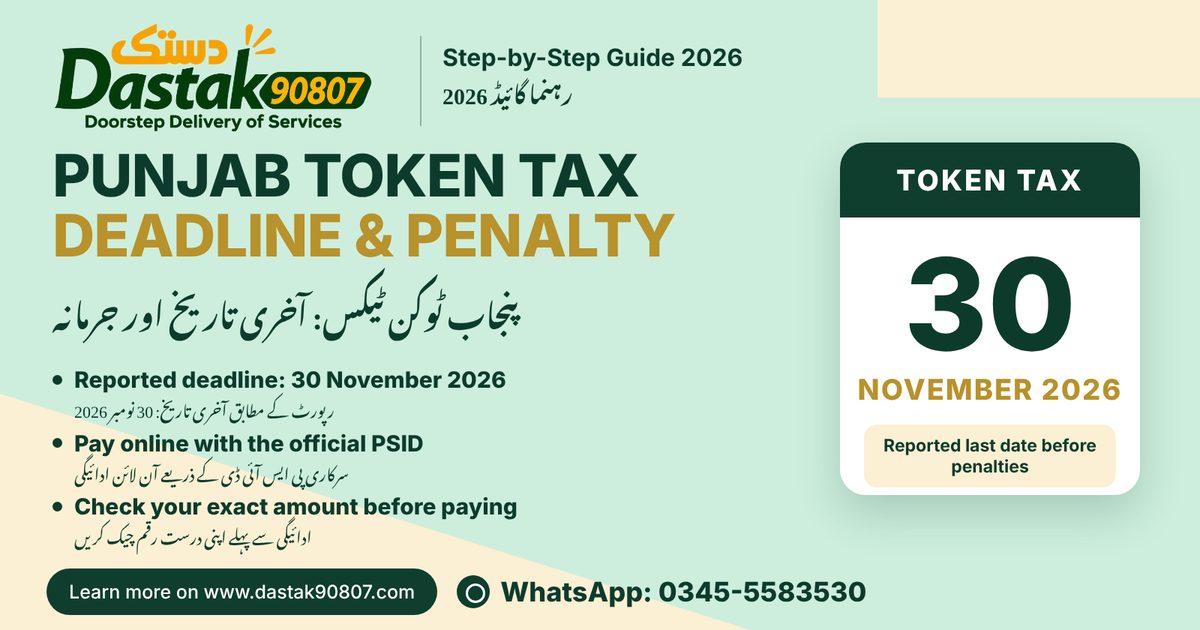 دستک
Dastak 90807
Doorstep Delivery of Services
Step-by-Step Guide 2026
رہنما گائیڈ 2026
PUNJAB TOKEN TAX
DEADLINE & PENALTY
پنجاب ٹوکن ٹیکس: آخری تاریخ اور جرمانہ
• Reported deadline: 30 November 2026
رپورٹ کے مطابق آخری تاریخ: 30 نومبر 2026
• Pay online with the official PSID
سرکاری پی ایس آئی ڈی کے ذریعے آن لائن ادائیگی
• Check your exact amount before paying
ادائیگی سے پہلے اپنی درست رقم چیک کریں
TOKEN TAX
30
NOVEMBER 2026
Reported last date before
penalties
Learn more on www.dastak90807.com
WhatsApp: 0345-5583530